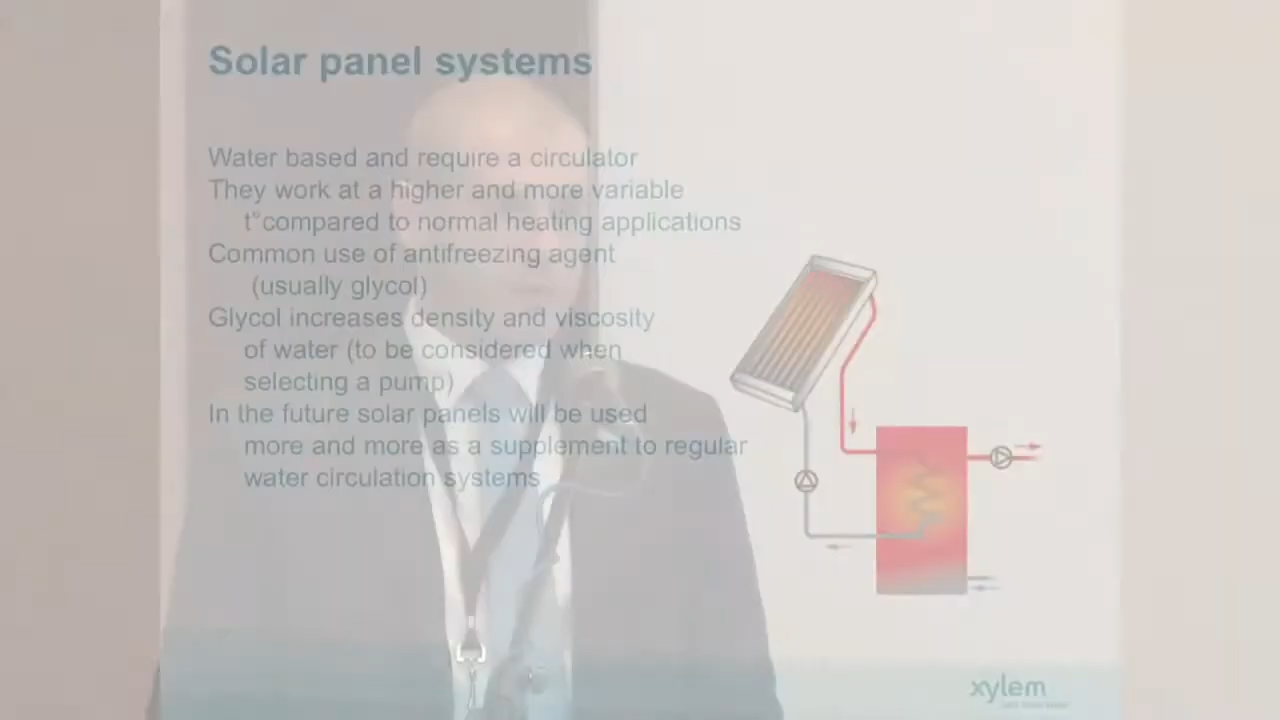 Solar panel systems
Water based and require a circulator
They work at a higher and more variable
t°compared to normal heating applications
Common use of antifreezing agent
(usually glycol)
Glycol increases density and viscosity
of water (to be considered when
selecting a pump)
In the future solar panels will be used
more and more as a supplement to regular
water circulation systems
xylem